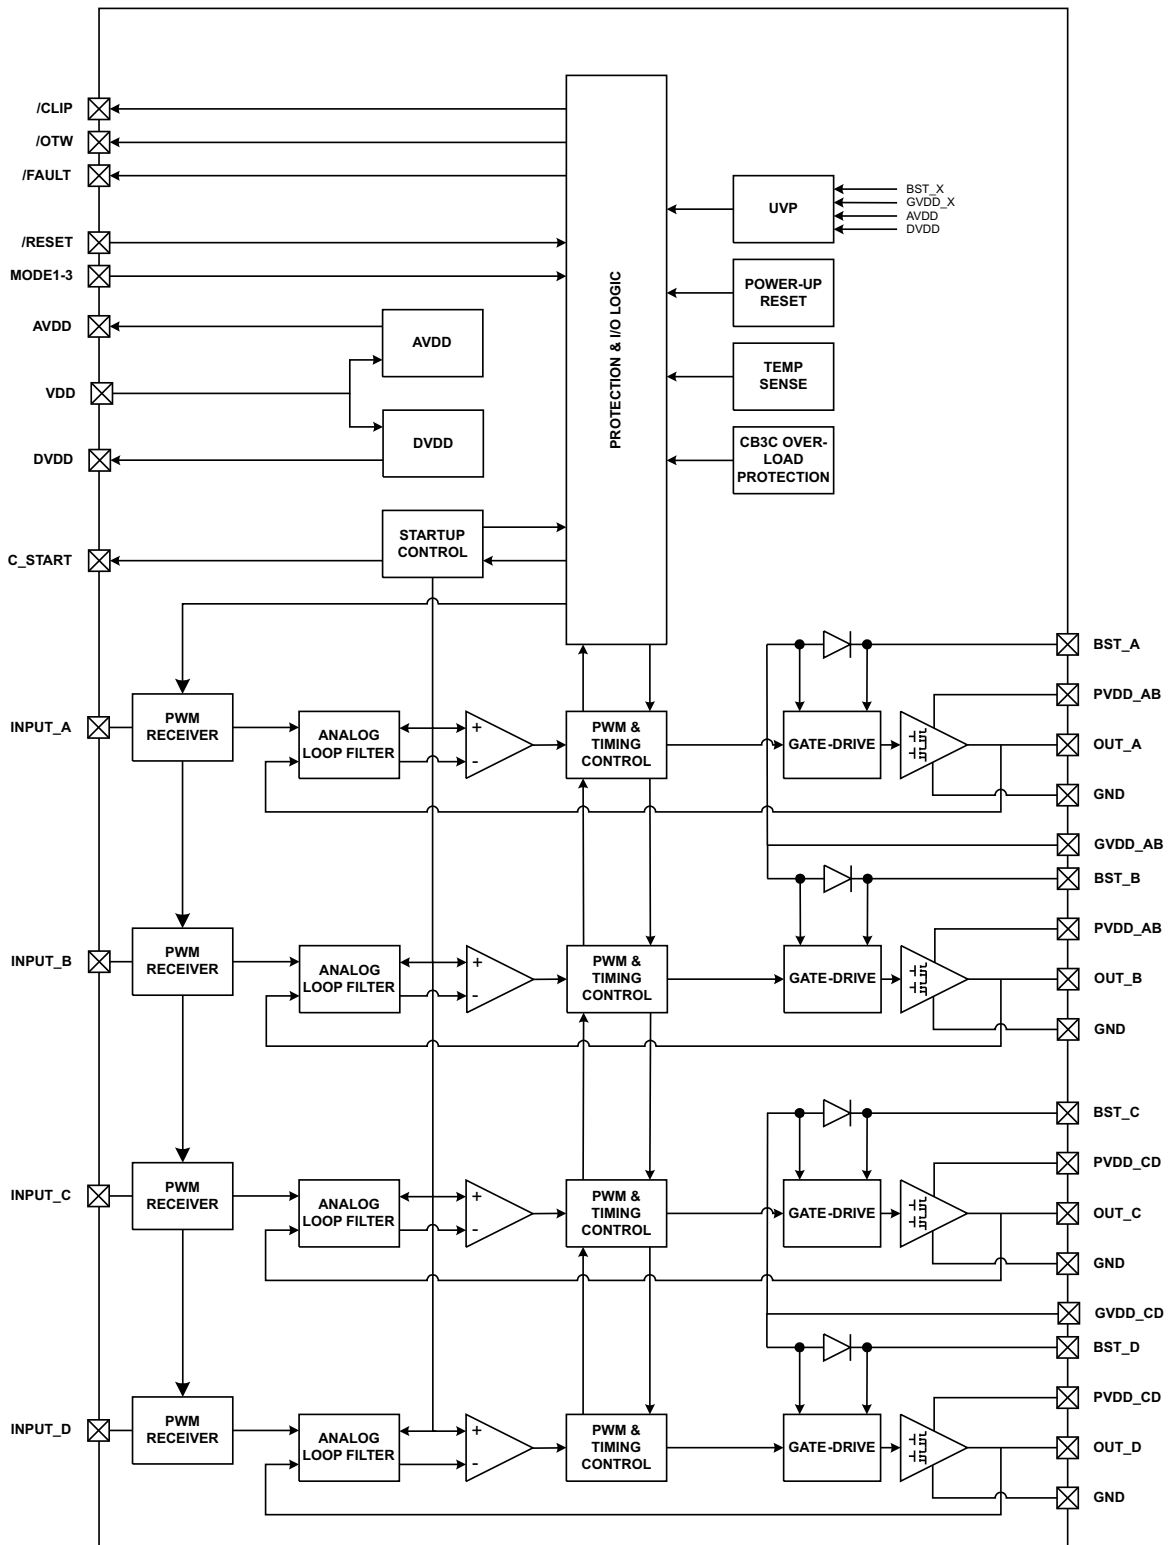 /CLIP
/OTW
/FAULT
/RESET
MODE1-3
AVDD
VDD
DVDD
C_START
AVDD
DVDD
STARTUP
CONTROL
PROTECTION & I/O LOGIC
UVP
BST_X
GVDD_X
AVDD
DVDD
POWER-UP
RESET
TEMP
SENSE
CB3C OVER-
LOAD
PROTECTION
INPUT_A
PWM
RECEIVER
ANALOG
LOOP FILTER
+
-
PWM &
TIMING
CONTROL
GATE-DRIVE
BST_A
PVDD_AB
OUT_A
GND
GVDD_AB
BST_B
INPUT_B
PWM
RECEIVER
ANALOG
LOOP FILTER
+
-
PWM &
TIMING
CONTROL
GATE-DRIVE
PVDD_AB
OUT_B
GND
BST_C
INPUT_C
PWM
RECEIVER
ANALOG
LOOP FILTER
+
-
PWM &
TIMING
CONTROL
GATE-DRIVE
PVDD_CD
OUT_C
GND
GVDD_CD
BST_D
INPUT_D
PWM
RECEIVER
ANALOG
LOOP FILTER
+
-
PWM &
TIMING
CONTROL
GATE-DRIVE
PVDD_CD
OUT_D
GND